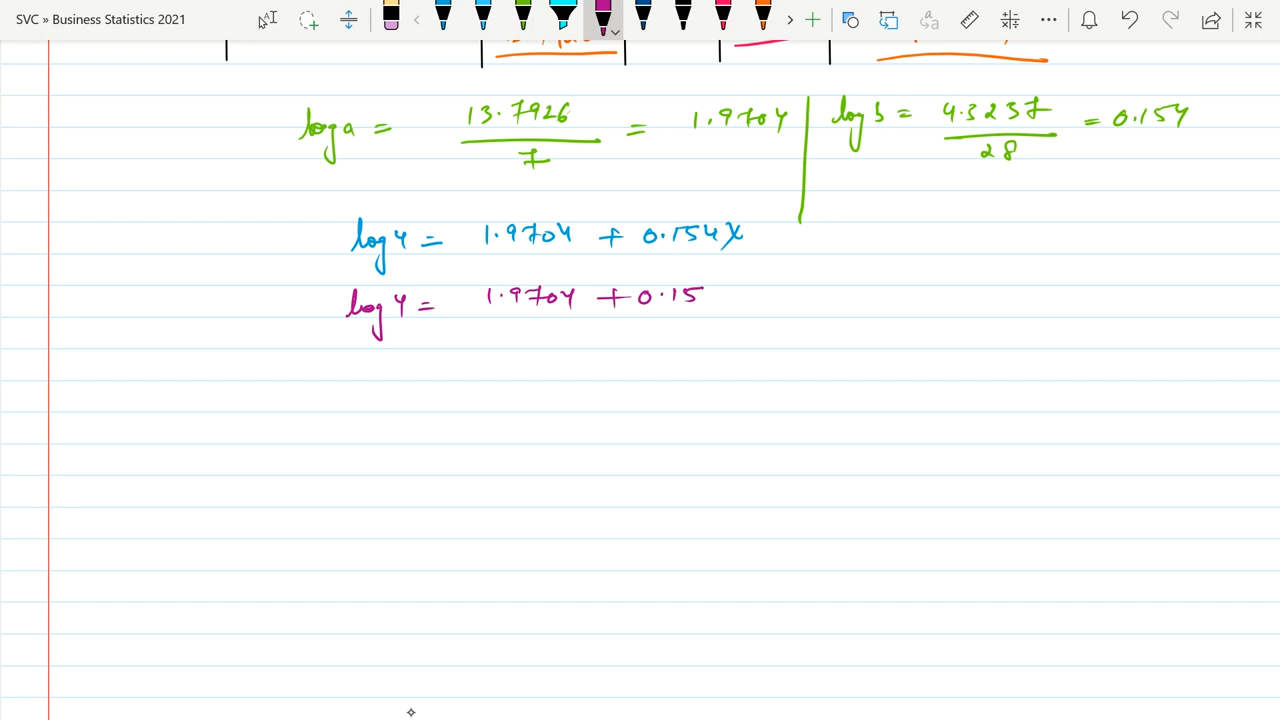 SVC » Business Statistics 2021
log a = 13.7926 / 7 = 1.9704 | log b = 4.3237 / 28 = 0.154
log Y = 1.9704 + 0.154X
log Y = 1.9704 + 0.15